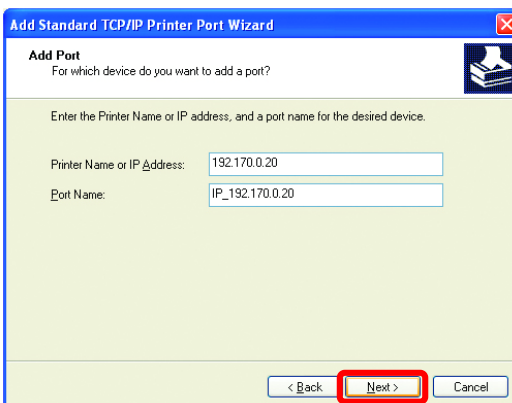 Add Standard TCP/IP Printer Port Wizard
Add Port
For which device do you want to add a port?
Enter the Printer Name or IP address, and a port name for the desired device.
Printer Name or IP Address: 192.170.0.20
Port Name: IP_192.170.0.20
< Back Next > Cancel